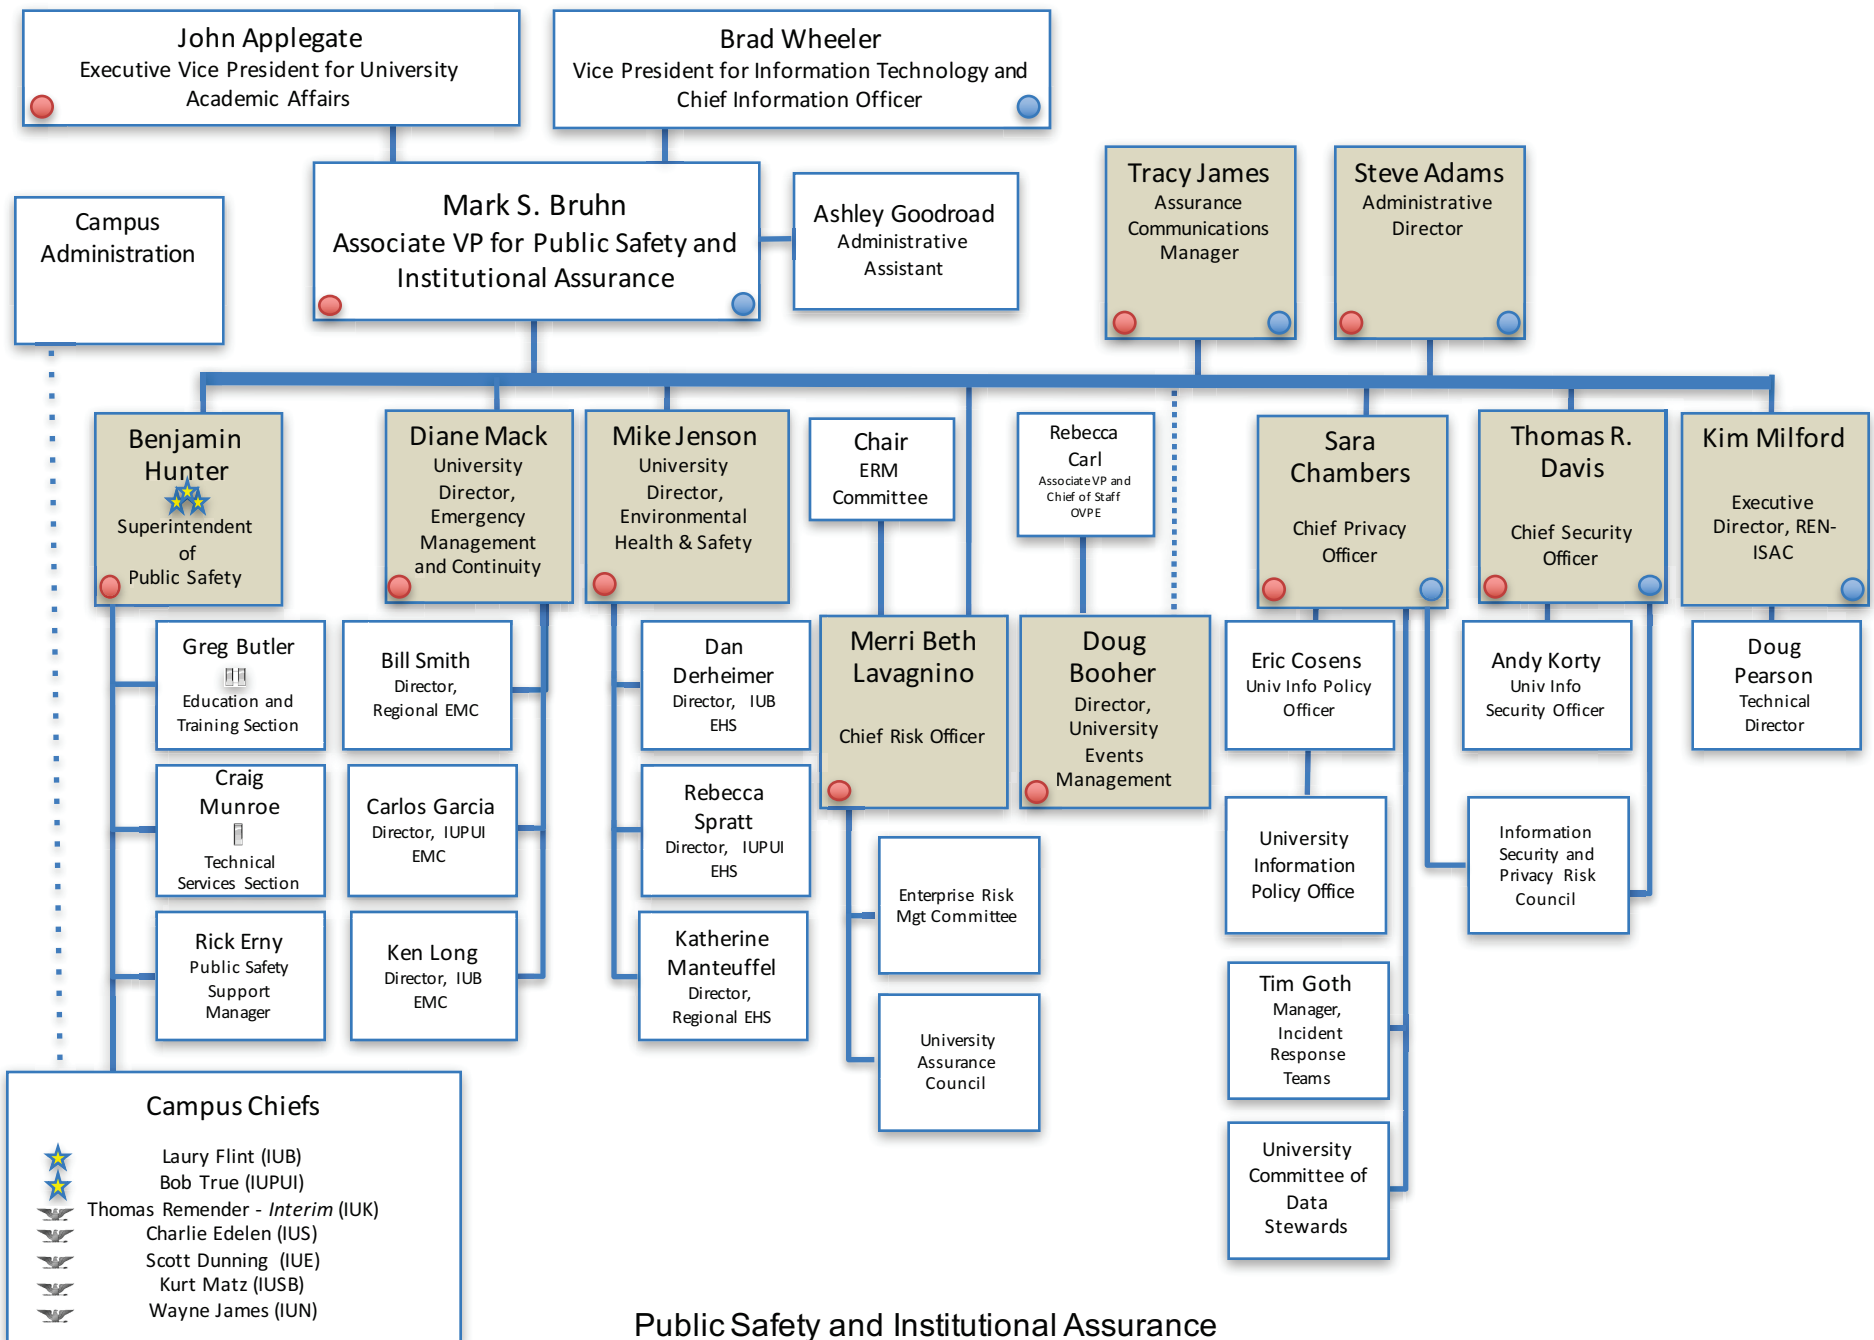 John Applegate
Executive Vice President for University
Academic Affairs
Brad Wheeler
Vice President for Information Technology and
Chief Information Officer
Campus
Administration
Mark S. Bruhn
Associate VP for Public Safety and
Institutional Assurance
Ashley Goodroad
Administrative
Assistant
Tracy James
Assurance
Communications
Manager
Steve Adams
Administrative
Director
Benjamin
Hunter
Superintendent
of
Public Safety
Diane Mack
University
Director,
Emergency
Management
and Continuity
Mike Jenson
University
Director,
Environmental
Health & Safety
Chair
ERM
Committee
Rebecca
Carl
Associate VP and
Chief of Staff
OVPE
Sara
Chambers
Chief Privacy
Officer
Thomas R.
Davis
Chief Security
Officer
Kim Milford
Executive
Director, REN-
ISAC
Greg Butler
Education and
Training Section
Craig
Munroe
Technical
Services Section
Rick Erny
Public Safety
Support
Manager
Bill Smith
Director,
Regional EMC
Carlos Garcia
Director, IUPUI
EMC
Ken Long
Director, IUB
EMC
Dan
Derheimer
Director, IUB
EHS
Rebecca
Spratt
Director, IUPUI
EHS
Katherine
Manteuffel
Director,
Regional EHS
Merri Beth
Lavagnino
Chief Risk Officer
Enterprise Risk
Mgt Committee
University
Assurance
Council
Doug
Booher
Director,
University
Events
Management
Eric Cosens
Univ Info Policy
Officer
University
Information
Policy Office
Tim Goth
Manager,
Incident
Response
Teams
University
Committee of
Data
Stewards
Andy Korty
Univ Info
Security Officer
Information
Security and
Privacy Risk
Council
Doug
Pearson
Technical
Director
Campus Chiefs
Laury Flint (IUB)
Bob True (IUPUI)
Thomas Remender - Interim (IUK)
Charlie Edelen (IUS)
Scott Dunning (IUE)
Kurt Matz (IUSB)
Wayne James (IUN)
Public Safety and Institutional Assurance